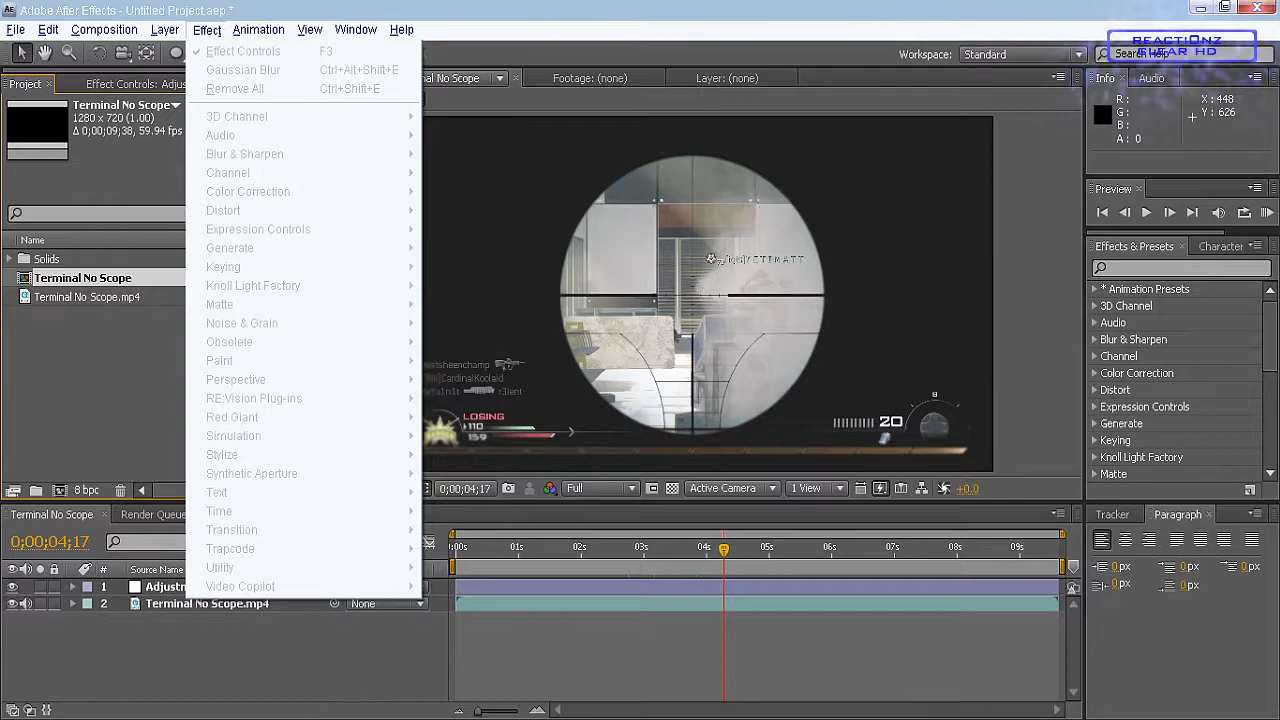 Adobe After Effects - Untitled Project.aep *
File Edit Composition Layer Effect Animation View Window Help
Workspace: Standard
Search Help
REACTIONZ
CLEAR HD
Project Effect Controls: Adjus
No Scope Footage: (none) Layer: (none)
Info Audio
Terminal No Scope
1280 x 720 (1.00)
Δ 0;00;09;38, 59.94 fps
R: X: 448
G: Y: 626
B:
A: 0
Effect Controls F3
Gaussian Blur Ctrl+Alt+Shift+E
Remove All Ctrl+Shift+E
3D Channel
Audio
Blur & Sharpen
Channel
Color Correction
Distort
Expression Controls
Generate
Keying
Knoll Light Factory
Matte
Noise & Grain
Obsolete
Paint
Perspective
RE:Vision Plug-ins
Red Giant
Simulation
Stylize
Synthetic Aperture
Text
Time
Transition
Trapcode
Utility
Video Copilot
Name
Solids
Terminal No Scope
Terminal No Scope.mp4
8 bpc
CardinalKoolaid
r3lent
LOSING
110
159
20
Preview
Effects & Presets Character
* Animation Presets
3D Channel
Audio
Blur & Sharpen
Channel
Color Correction
Distort
Expression Controls
Generate
Keying
Knoll Light Factory
Matte
0;00;04;17 Full Active Camera 1 View +0.0
Terminal No Scope Render Queue
Tracker Paragraph
0;00;04;17
:00s 01s 02s 03s 04s 05s 06s 07s 08s 09s
# Source Name
1 Adjustm
2 Terminal No Scope.mp4 None
0 px 0 px 0 px
0 px 0 px